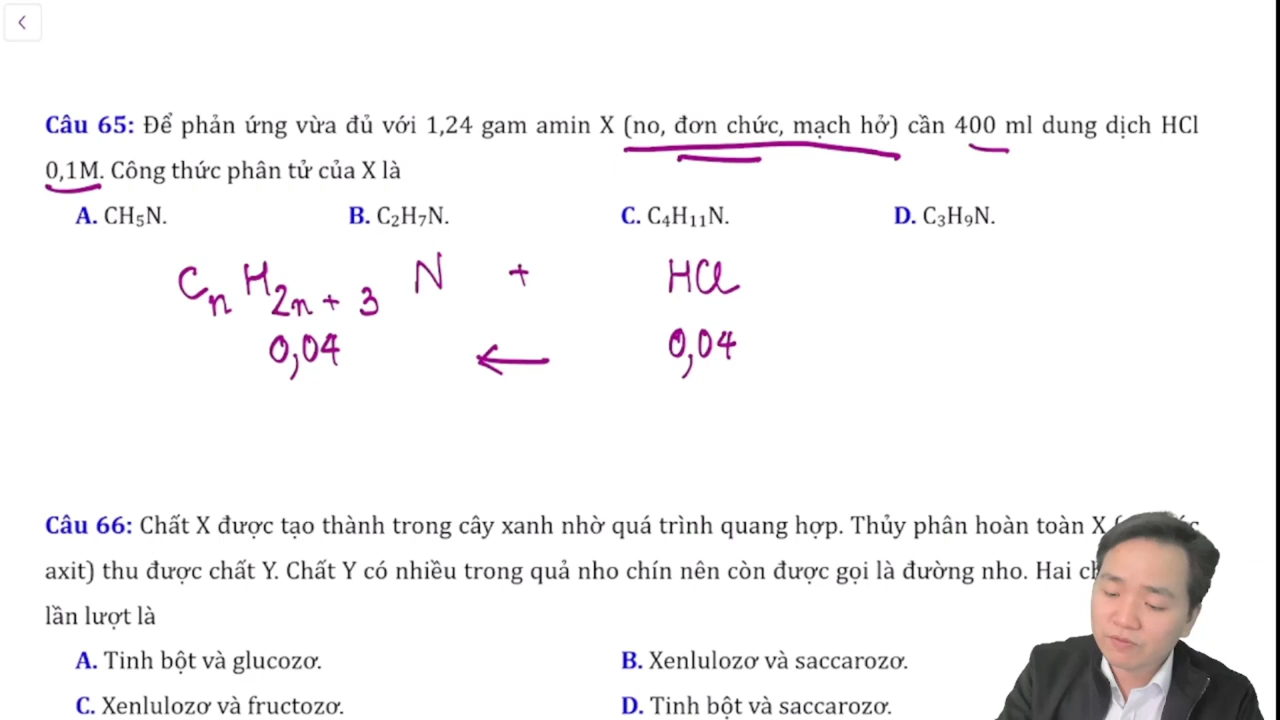 Câu 65: Để phản ứng vừa đủ với 1,24 gam amin X (no, đơn chức, mạch hở) cần 400 ml dung dịch HCl
0,1M. Công thức phân tử của X là
A. CH₅N. B. C₂H₇N. C. C₄H₁₁N. D. C₃H₉N.
CₙH₂ₙ₊₃N + HCl
0,04 ← 0,04
Câu 66: Chất X được tạo thành trong cây xanh nhờ quá trình quang hợp. Thủy phân hoàn toàn X
axit) thu được chất Y. Chất Y có nhiều trong quả nho chín nên còn được gọi là đường nho. Hai
lần lượt là
A. Tinh bột và glucozơ. B. Xenlulozơ và saccarozơ.
C. Xenlulozơ và fructozơ. D. Tinh bột và saccarozơ.